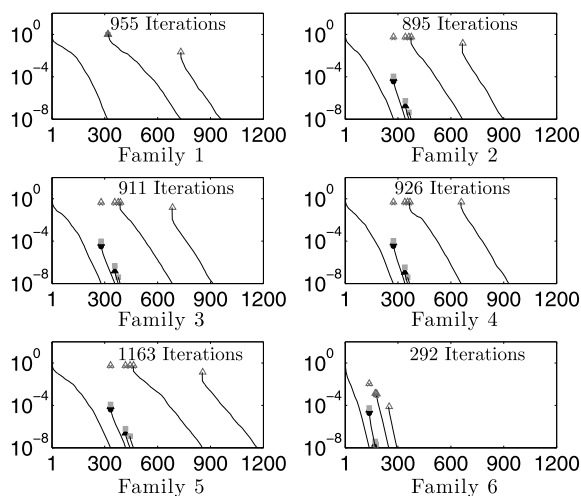 955 Iterations
10^0
10^-4
10^-8
1 300 600 900 1200
Family 1
895 Iterations
10^0
10^-4
10^-8
1 300 600 900 1200
Family 2
911 Iterations
10^0
10^-4
10^-8
1 300 600 900 1200
Family 3
926 Iterations
10^0
10^-4
10^-8
1 300 600 900 1200
Family 4
1163 Iterations
10^0
10^-4
10^-8
1 300 600 900 1200
Family 5
292 Iterations
10^0
10^-4
10^-8
1 300 600 900 1200
Family 6